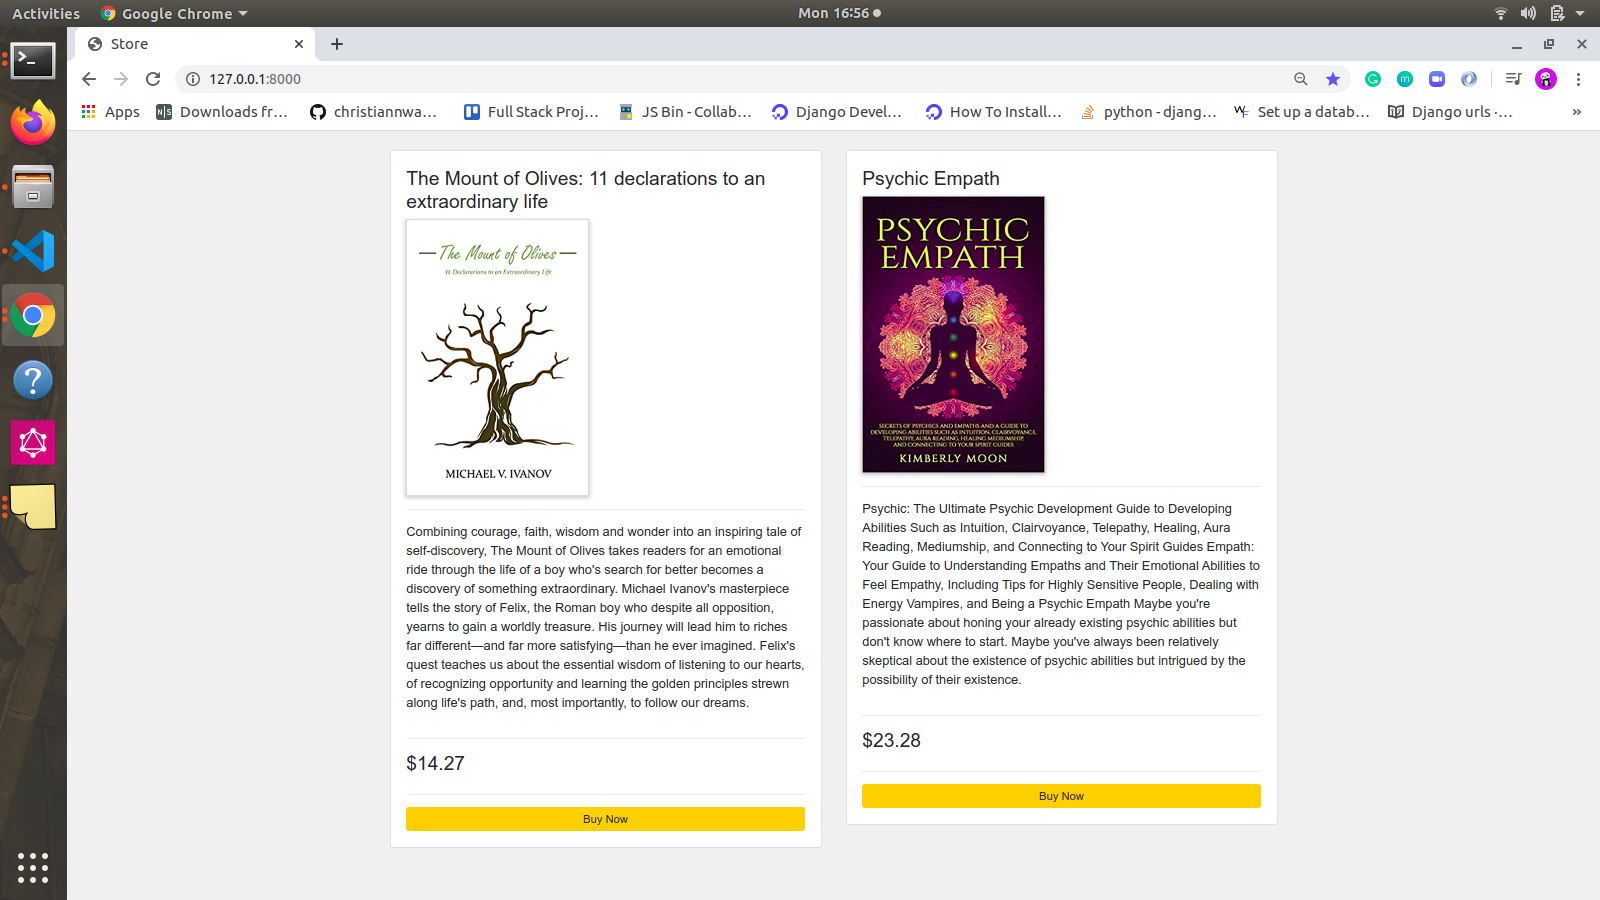 Activities
Google Chrome
Mon 16:56
Store
127.0.0.1:8000
Apps
Downloads fr...
christiannwa...
Full Stack Proj...
JS Bin - Collab...
Django Devel...
How To Install...
python - djang...
Set up a datab...
Django urls ·...
»
The Mount of Olives: 11 declarations to an
extraordinary life
The Mount of Olives
11 Declarations to an Extraordinary Life
MICHAEL V. IVANOV
Combining courage, faith, wisdom and wonder into an inspiring tale of
self-discovery, The Mount of Olives takes readers for an emotional
ride through the life of a boy who's search for better becomes a
discovery of something extraordinary. Michael Ivanov's masterpiece
tells the story of Felix, the Roman boy who despite all opposition,
yearns to gain a worldly treasure. His journey will lead him to riches
far different—and far more satisfying—than he ever imagined. Felix's
quest teaches us about the essential wisdom of listening to our hearts,
of recognizing opportunity and learning the golden principles strewn
along life's path, and, most importantly, to follow our dreams.
$14.27
Buy Now
Psychic Empath
PSYCHIC
EMPATH
SECRETS OF PSYCHICS AND EMPATHS AND A GUIDE TO
DEVELOPING ABILITIES SUCH AS INTUITION, CLAIRVOYANCE,
TELEPATHY, AURA READING, HEALING MEDIUMSHIP,
AND CONNECTING TO YOUR SPIRIT GUIDES
KIMBERLY MOON
Psychic: The Ultimate Psychic Development Guide to Developing
Abilities Such as Intuition, Clairvoyance, Telepathy, Healing, Aura
Reading, Mediumship, and Connecting to Your Spirit Guides Empath:
Your Guide to Understanding Empaths and Their Emotional Abilities to
Feel Empathy, Including Tips for Highly Sensitive People, Dealing with
Energy Vampires, and Being a Psychic Empath Maybe you're
passionate about honing your already existing psychic abilities but
don't know where to start. Maybe you've always been relatively
skeptical about the existence of psychic abilities but intrigued by the
possibility of their existence.
$23.28
Buy Now